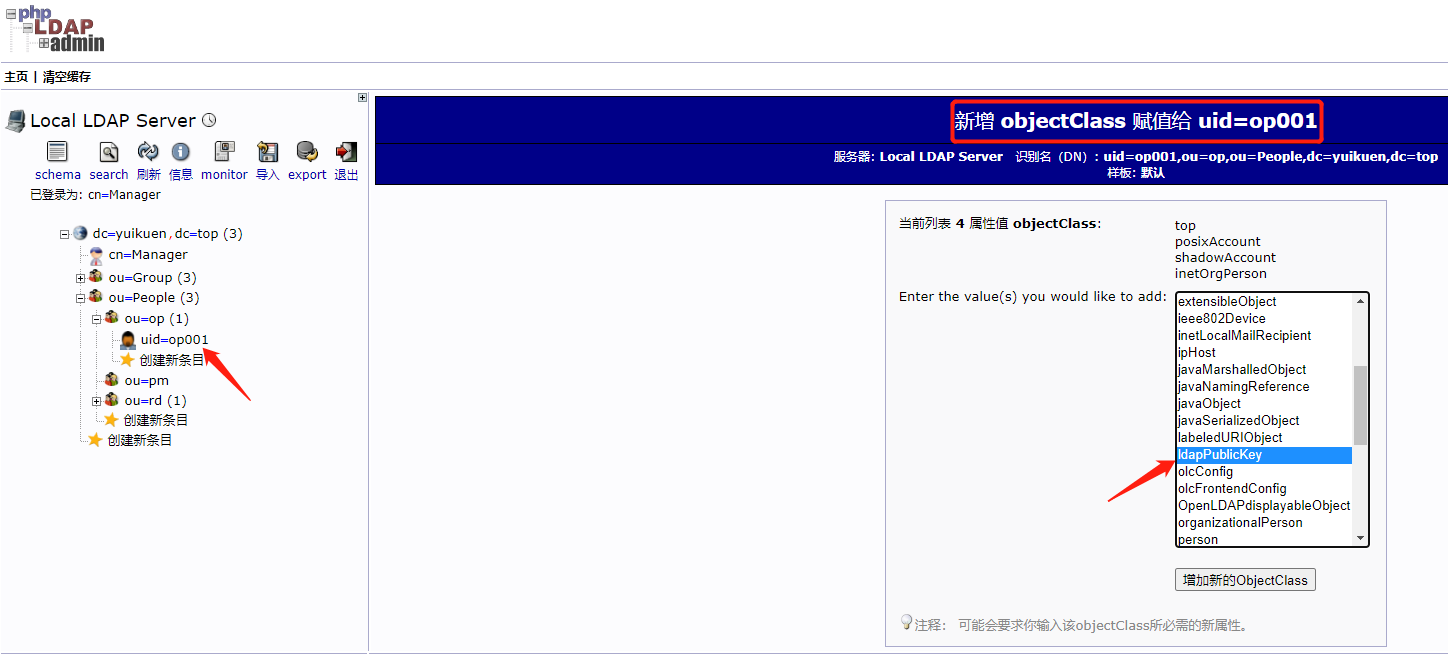 php
LDAP
admin
主页 | 清空缓存
Local LDAP Server
schema search 刷新 信息 monitor 导入 export 退出
已登录为: cn=Manager
dc=yuikuen,dc=top (3)
cn=Manager
ou=Group (3)
ou=People (3)
ou=op (1)
uid=op001
创建新条目
ou=pm
ou=rd (1)
创建新条目
创建新条目
新增 objectClass 赋值给 uid=op001
服务器: Local LDAP Server 识别名（DN）: uid=op001,ou=op,ou=People,dc=yuikuen,dc=top
样板: 默认
当前列表 4 属性值 objectClass:
top
posixAccount
shadowAccount
inetOrgPerson
Enter the value(s) you would like to add:
extensibleObject
ieee802Device
inetLocalMailRecipient
ipHost
javaMarshalledObject
javaNamingReference
javaObject
javaSerializedObject
labeledURIObject
ldapPublicKey
olcConfig
olcFrontendConfig
OpenLDAPdisplayableObject
organizationalPerson
person
增加新的ObjectClass
注释: 可能会要求你输入该objectClass所必需的新属性。